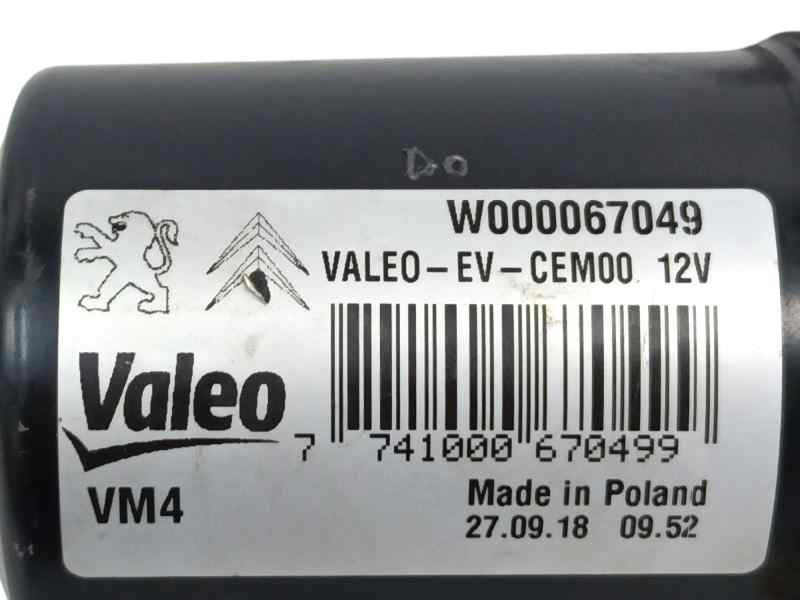 W000067049
VALEO-EV-CEM00 12V
Valeo
7 741000 670499
VM4
Made in Poland
27.09.18 09.52